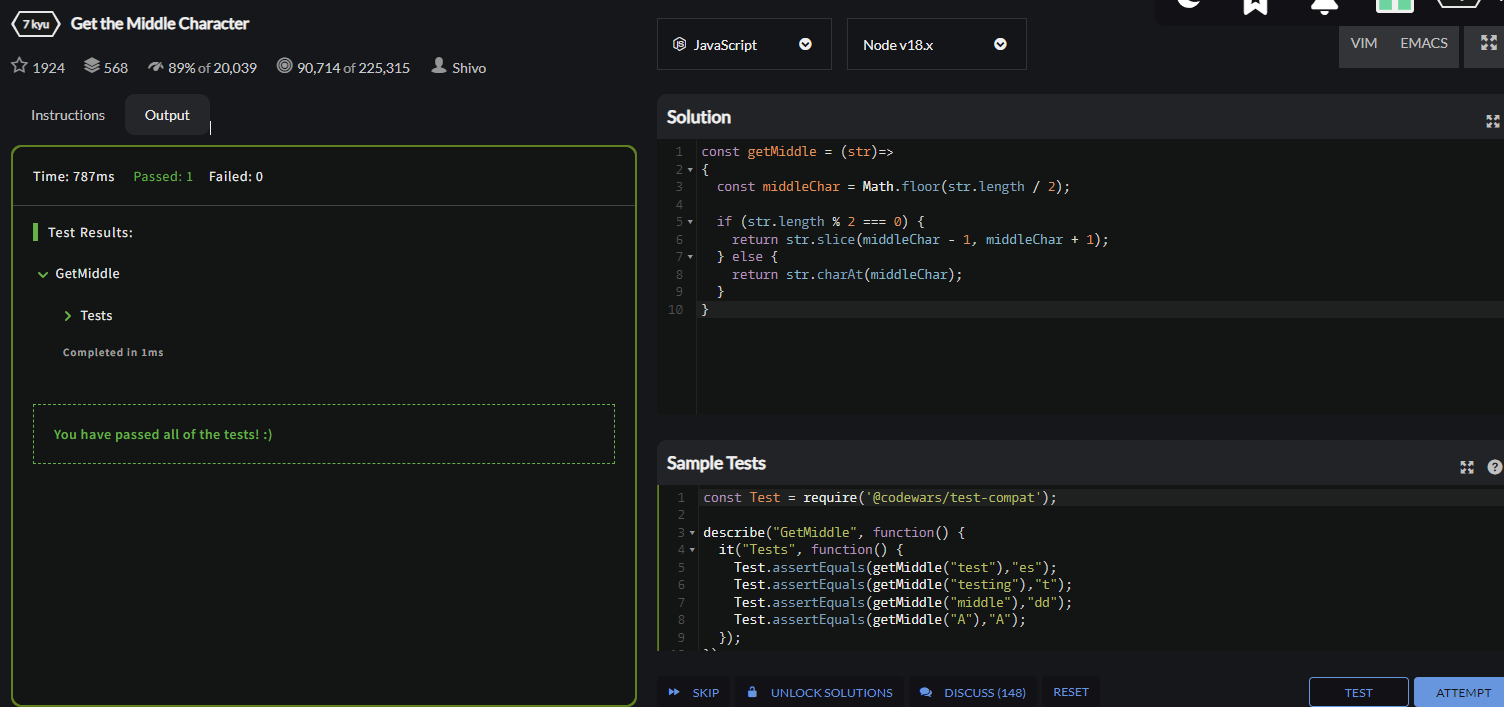 7 kyu Get the Middle Character
1924 568 89% of 20,039 90,714 of 225,315 Shivo
Instructions Output
Time: 787ms Passed: 1 Failed: 0
Test Results:
GetMiddle
Tests
Completed in 1ms
You have passed all of the tests! :)
JavaScript Node v18.x VIM EMACS
Solution
1 const getMiddle = (str)=>
2 {
3 const middleChar = Math.floor(str.length / 2);
4
5 if (str.length % 2 === 0) {
6 return str.slice(middleChar - 1, middleChar + 1);
7 } else {
8 return str.charAt(middleChar);
9 }
10 }
Sample Tests
1 const Test = require('@codewars/test-compat');
2
3 describe("GetMiddle", function() {
4 it("Tests", function() {
5 Test.assertEquals(getMiddle("test"),"es");
6 Test.assertEquals(getMiddle("testing"),"t");
7 Test.assertEquals(getMiddle("middle"),"dd");
8 Test.assertEquals(getMiddle("A"),"A");
9 });
SKIP UNLOCK SOLUTIONS DISCUSS (148) RESET TEST ATTEMPT